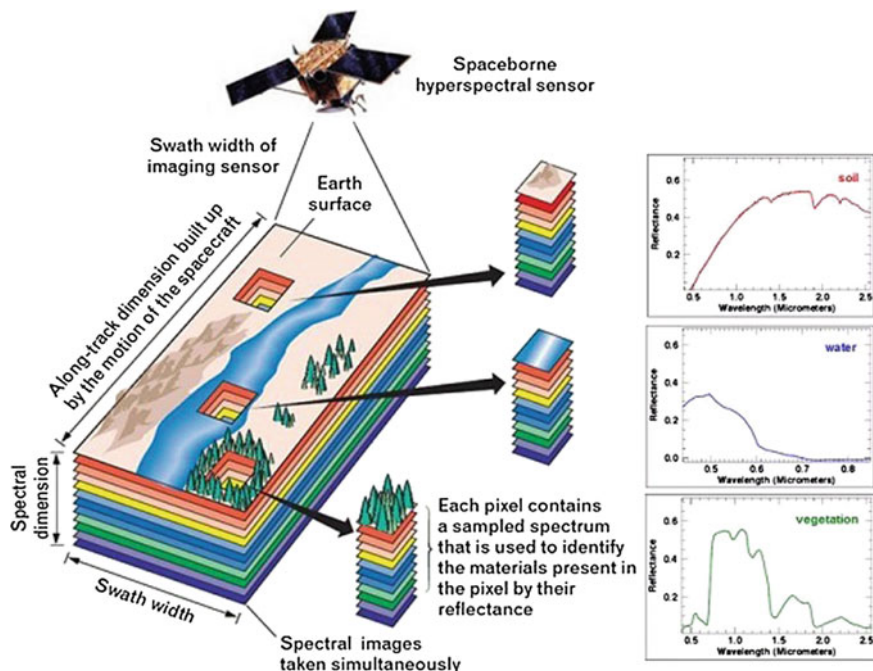 Spaceborne
hyperspectral sensor
Swath width of
imaging sensor
Earth
surface
Along-track dimension built up
by the motion of the spacecraft
Spectral
dimension
Swath width
Spectral images
taken simultaneously
Each pixel contains
a sampled spectrum
that is used to identify
the materials present in
the pixel by their
reflectance
soil
Reflectance
0.6
0.4
0.2
0.5 1.0 1.5 2.0 2.5
Wavelength (Micrometers)
water
Reflectance
0.6
0.4
0.2
0.0
0.5 0.6 0.7 0.8
Wavelength (Micrometers)
vegetation
Reflectance
0.6
0.4
0.2
0.5 1.0 1.5 2.0 2.5
Wavelength (Micrometers)